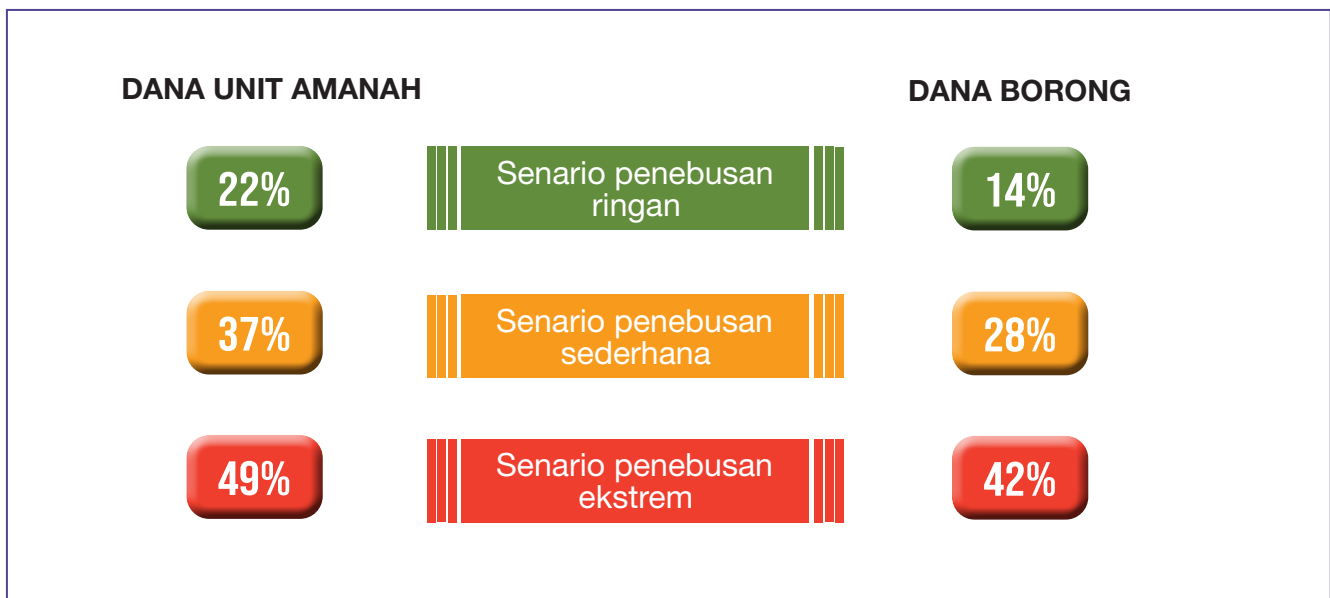 DANA UNIT AMANAH
DANA BORONG
22%
Senario penebusan
ringan
14%
37%
Senario penebusan
sederhana
28%
49%
Senario penebusan
ekstrem
42%